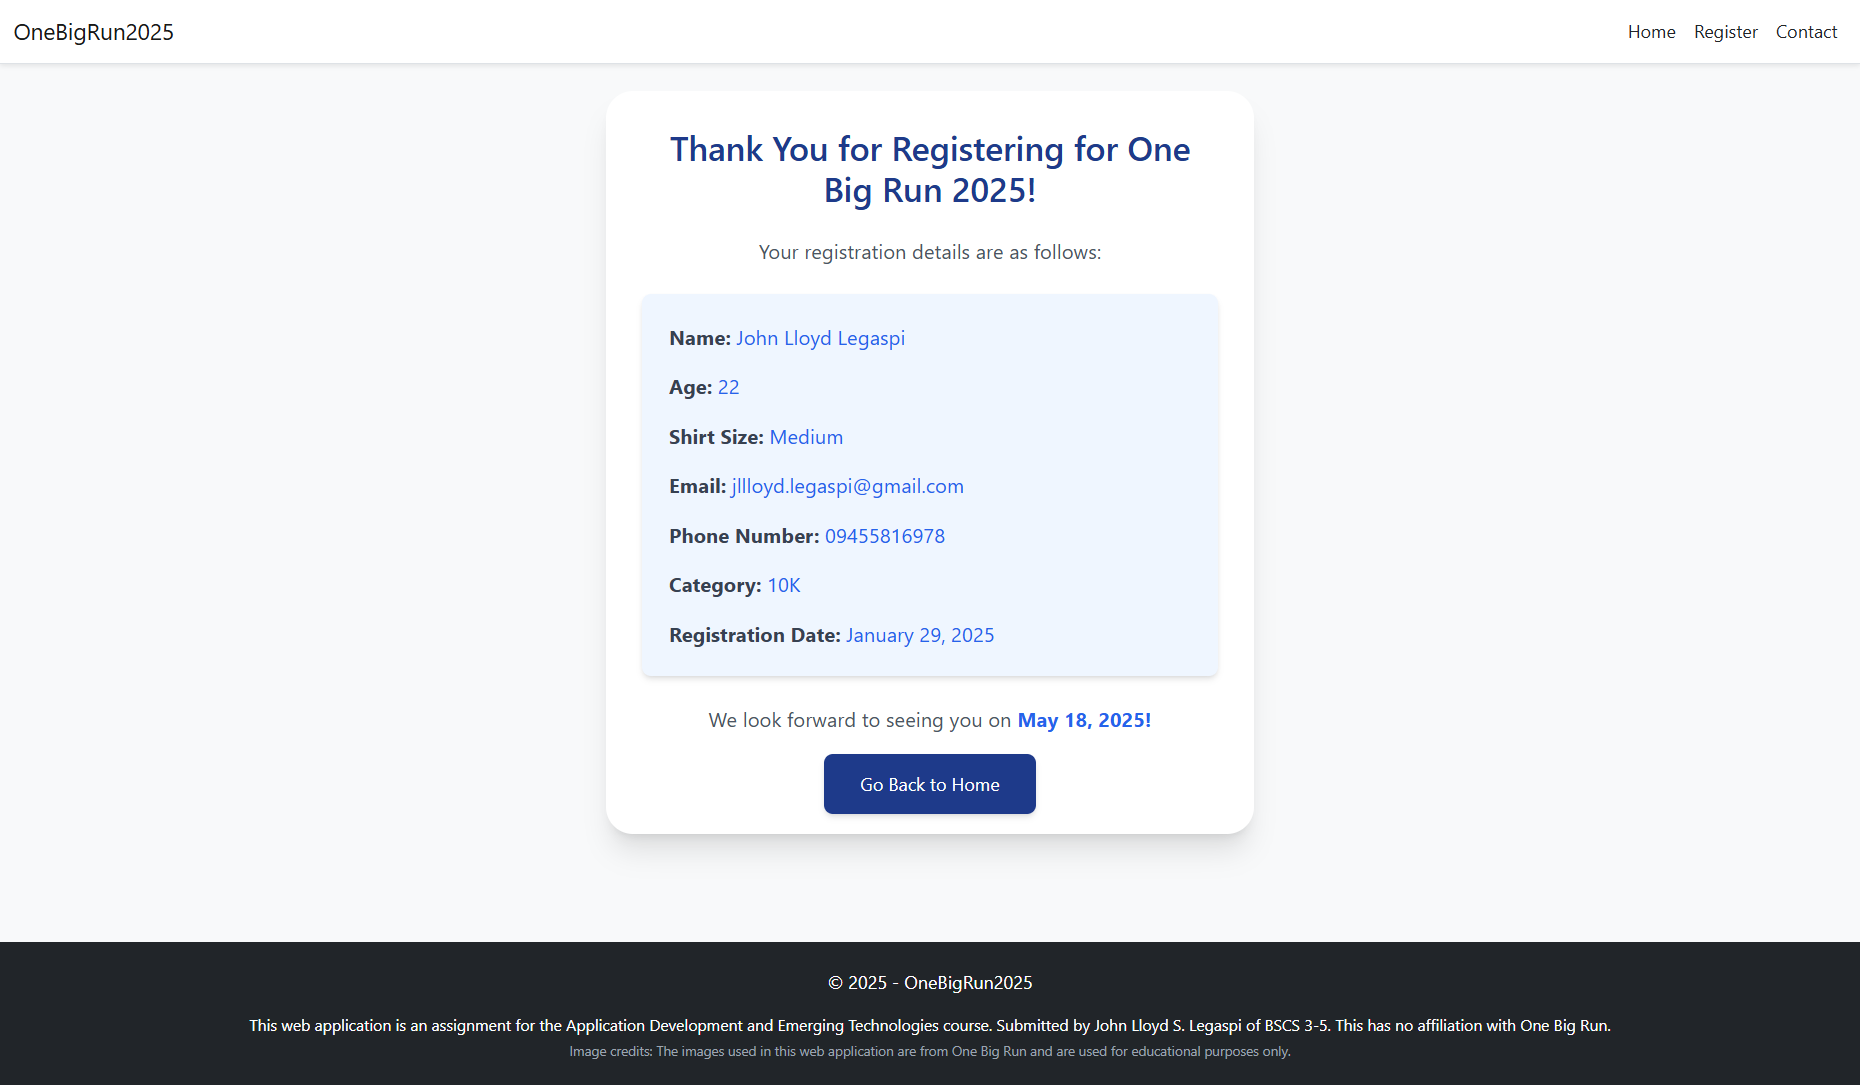 OneBigRun2025
Home Register Contact
Thank You for Registering for One
Big Run 2025!
Your registration details are as follows:
Name: John Lloyd Legaspi
Age: 22
Shirt Size: Medium
Email: jllloyd.legaspi@gmail.com
Phone Number: 09455816978
Category: 10K
Registration Date: January 29, 2025
We look forward to seeing you on May 18, 2025!
Go Back to Home
© 2025 - OneBigRun2025
This web application is an assignment for the Application Development and Emerging Technologies course. Submitted by John Lloyd S. Legaspi of BSCS 3-5. This has no affiliation with One Big Run.
Image credits: The images used in this web application are from One Big Run and are used for educational purposes only.